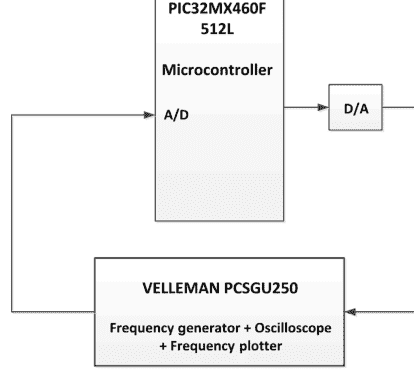 PIC32MX460F
512L
Microcontroller
A/D
D/A
VELLEMAN PCSGU250
Frequency generator + Oscilloscope
+ Frequency plotter